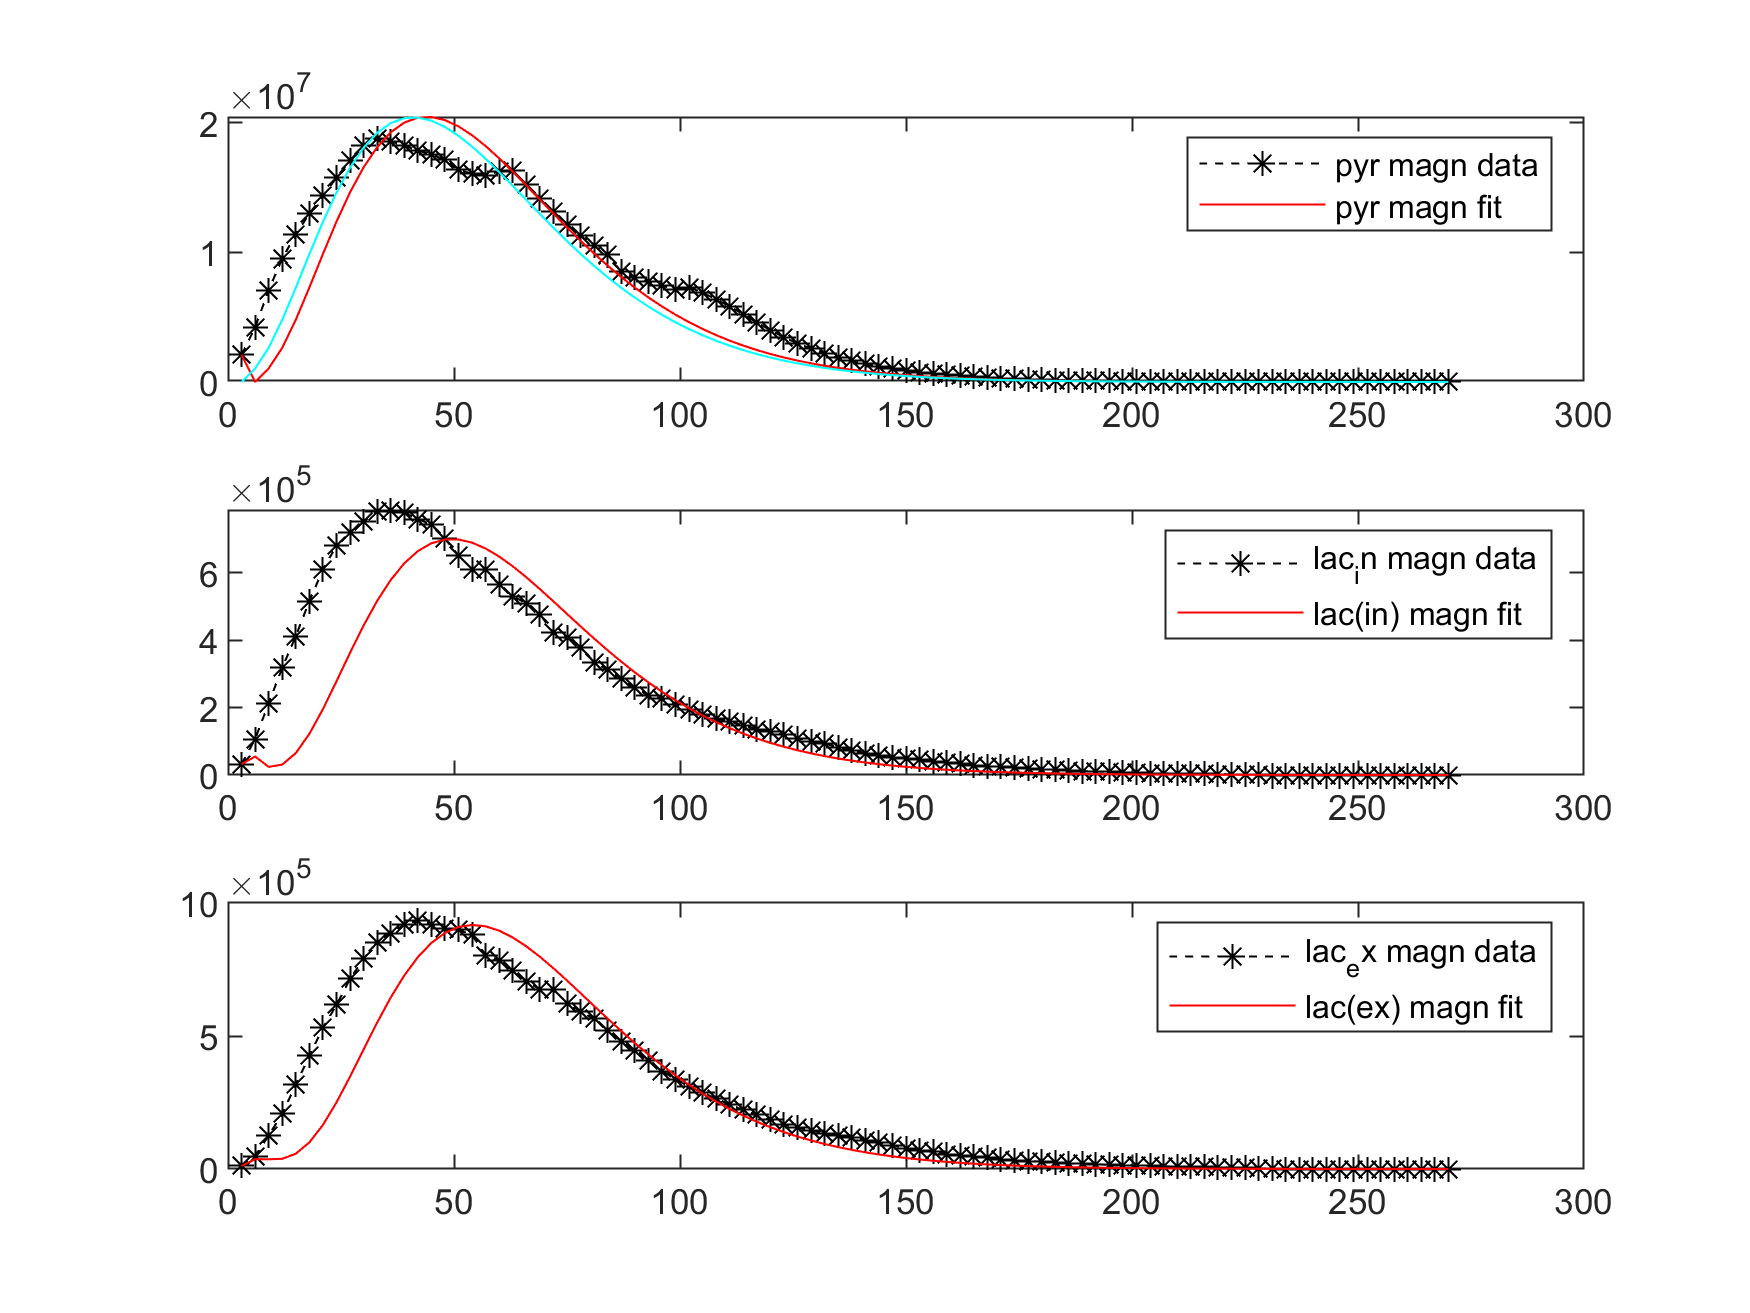 ×10^7
2
1
0
0 50 100 150 200 250 300
pyr magn data
pyr magn fit
×10^5
6
4
2
0
0 50 100 150 200 250 300
lac_in magn data
lac(in) magn fit
×10^5
10
5
0
0 50 100 150 200 250 300
lac_ex magn data
lac(ex) magn fit